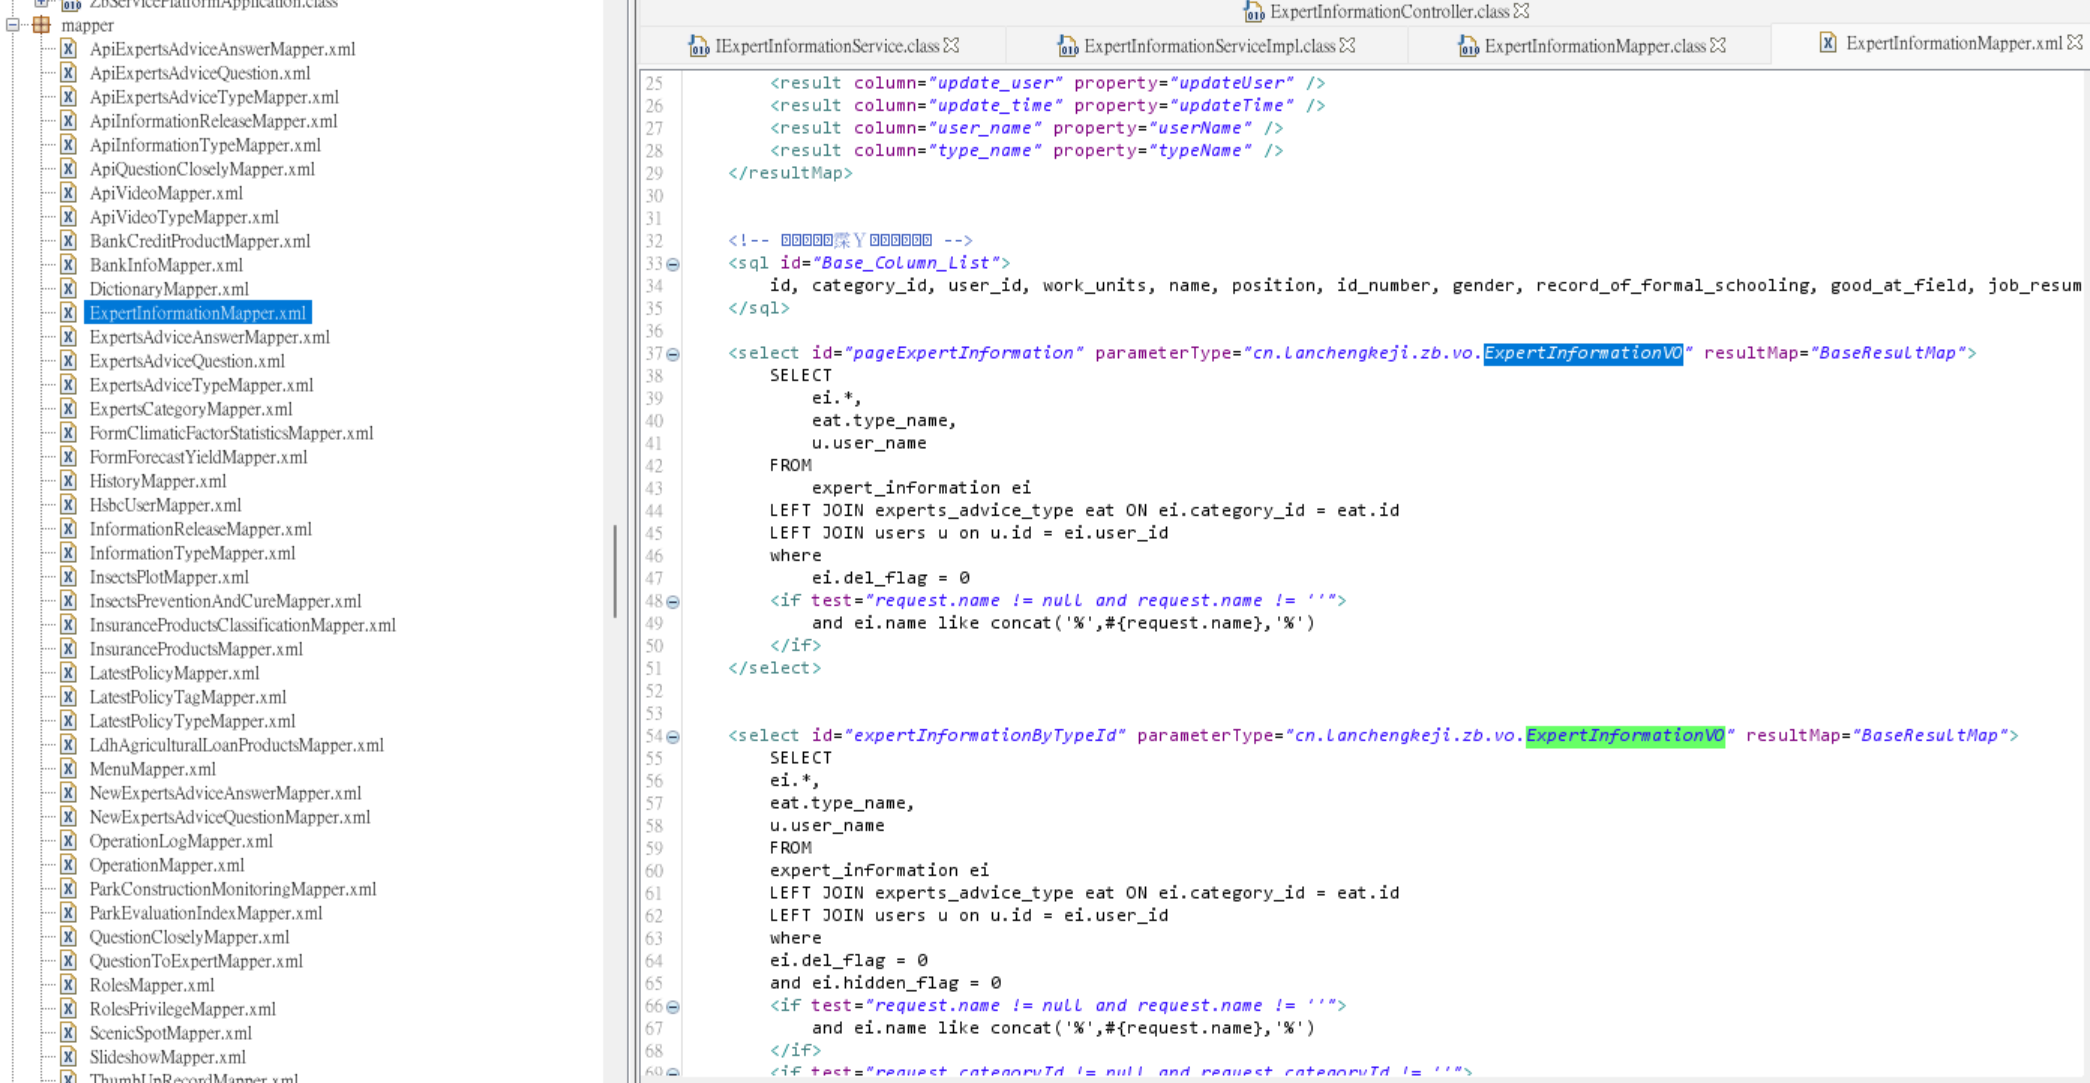 ZbServicePlatformApplication.class
mapper
ApiExpertsAdviceAnswerMapper.xml
ApiExpertsAdviceQuestion.xml
ApiExpertsAdviceTypeMapper.xml
ApiInformationReleaseMapper.xml
ApiInformationTypeMapper.xml
ApiQuestionCloselyMapper.xml
ApiVideoMapper.xml
ApiVideoTypeMapper.xml
BankCreditProductMapper.xml
BankInfoMapper.xml
DictionaryMapper.xml
ExpertInformationMapper.xml
ExpertsAdviceAnswerMapper.xml
ExpertsAdviceQuestion.xml
ExpertsAdviceTypeMapper.xml
ExpertsCategoryMapper.xml
FormClimaticFactorStatisticsMapper.xml
FormForecastYieldMapper.xml
HistoryMapper.xml
HsbcUserMapper.xml
InformationReleaseMapper.xml
InformationTypeMapper.xml
InsectsPlotMapper.xml
InsectsPreventionAndCureMapper.xml
InsuranceProductsClassificationMapper.xml
InsuranceProductsMapper.xml
LatestPolicyMapper.xml
LatestPolicyTagMapper.xml
LatestPolicyTypeMapper.xml
LdhAgriculturalLoanProductsMapper.xml
MenuMapper.xml
NewExpertsAdviceAnswerMapper.xml
NewExpertsAdviceQuestionMapper.xml
OperationLogMapper.xml
OperationMapper.xml
ParkConstructionMonitoringMapper.xml
ParkEvaluationIndexMapper.xml
QuestionCloselyMapper.xml
QuestionToExpertMapper.xml
RolesMapper.xml
RolesPrivilegeMapper.xml
ScenicSpotMapper.xml
SlideshowMapper.xml
ThumbUpRecordMapper.xml
ExpertInformationController.class
IExpertInformationService.class ExpertInformationServiceImpl.class ExpertInformationMapper.class ExpertInformationMapper.xml
25 <result column="update_user" property="updateUser" />
26 <result column="update_time" property="updateTime" />
27 <result column="user_name" property="userName" />
28 <result column="type_name" property="typeName" />
29 </resultMap>
30
31
32 <!-- -->
33 <sql id="Base_Column_List">
34 id, category_id, user_id, work_units, name, position, id_number, gender, record_of_formal_schooling, good_at_field, job_resum
35 </sql>
36
37 <select id="pageExpertInformation" parameterType="cn.lanchengkeji.zb.vo.ExpertInformationVO" resultMap="BaseResultMap">
38 SELECT
39 ei.*,
40 eat.type_name,
41 u.user_name
42 FROM
43 expert_information ei
44 LEFT JOIN experts_advice_type eat ON ei.category_id = eat.id
45 LEFT JOIN users u on u.id = ei.user_id
46 where
47 ei.del_flag = 0
48 <if test="request.name != null and request.name != ''">
49 and ei.name like concat('%',#{request.name},'%')
50 </if>
51 </select>
52
53
54 <select id="expertInformationByTypeId" parameterType="cn.lanchengkeji.zb.vo.ExpertInformationVO" resultMap="BaseResultMap">
55 SELECT
56 ei.*,
57 eat.type_name,
58 u.user_name
59 FROM
60 expert_information ei
61 LEFT JOIN experts_advice_type eat ON ei.category_id = eat.id
62 LEFT JOIN users u on u.id = ei.user_id
63 where
64 ei.del_flag = 0
65 and ei.hidden_flag = 0
66 <if test="request.name != null and request.name != ''">
67 and ei.name like concat('%',#{request.name},'%')
68 </if>
69 <if test="request.categoryId != null and request.categoryId != ''">